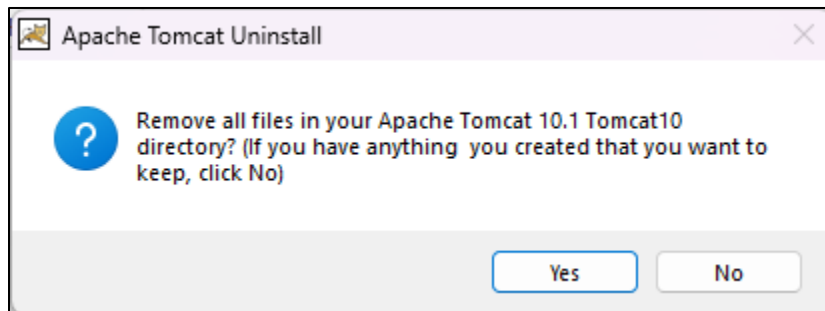 Apache Tomcat Uninstall
?
Remove all files in your Apache Tomcat 10.1 Tomcat10
directory? (If you have anything  you created that you want to
keep, click No)
Yes
No